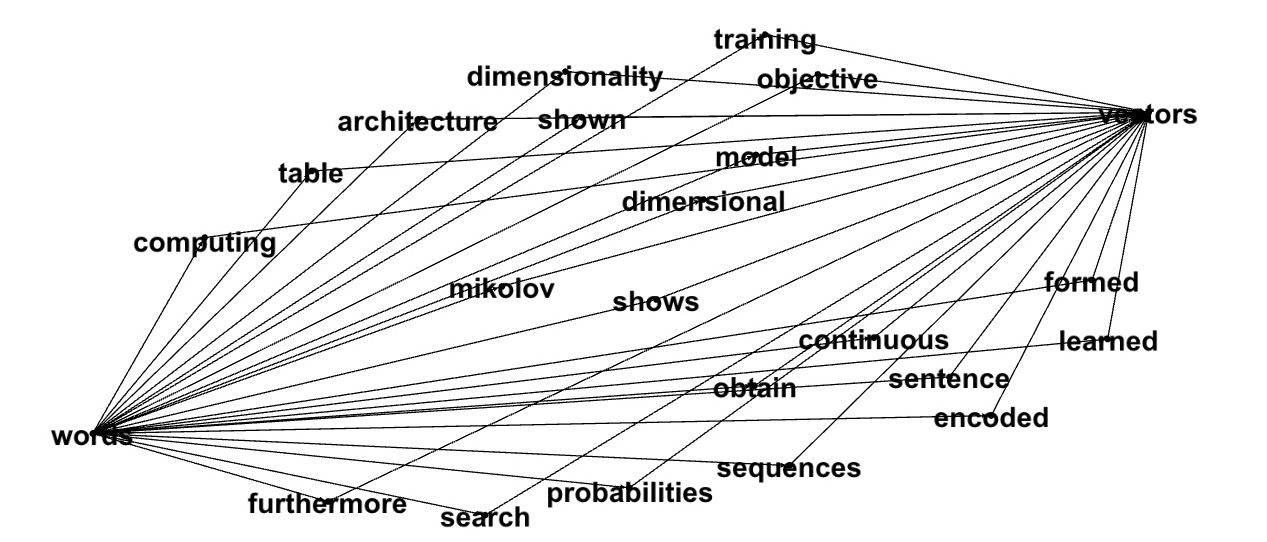 training
dimensionality
objective
vectors
architecture
shown
model
table
dimensional
computing
mikolov
shows
formed
continuous
learned
obtain
sentence
encoded
words
sequences
probabilities
furthermore
search